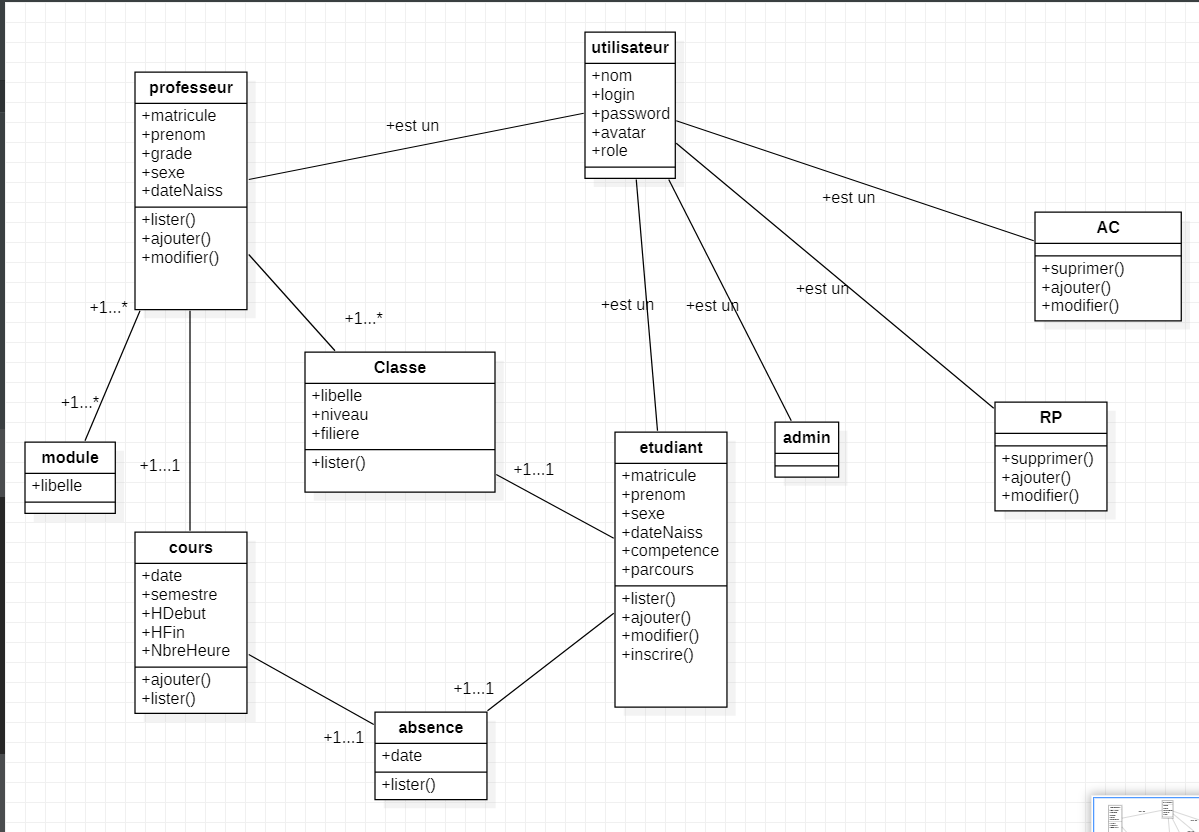 utilisateur
+nom
+login
+password
+avatar
+role
professeur
+matricule
+prenom
+grade
+sexe
+dateNaiss
+lister()
+ajouter()
+modifier()
+est un
+est un
AC
+suprimer()
+ajouter()
+modifier()
+est un
+est un
+est un
+1...*
+1...*
Classe
+libelle
+niveau
+filiere
+lister()
+1...*
module
+libelle
+1...1
+1...1
etudiant
+matricule
+prenom
+sexe
+dateNaiss
+competence
+parcours
+lister()
+ajouter()
+modifier()
+inscrire()
admin
RP
+supprimer()
+ajouter()
+modifier()
cours
+date
+semestre
+HDebut
+HFin
+NbreHeure
+ajouter()
+lister()
+1...1
+1...1
absence
+date
+lister()